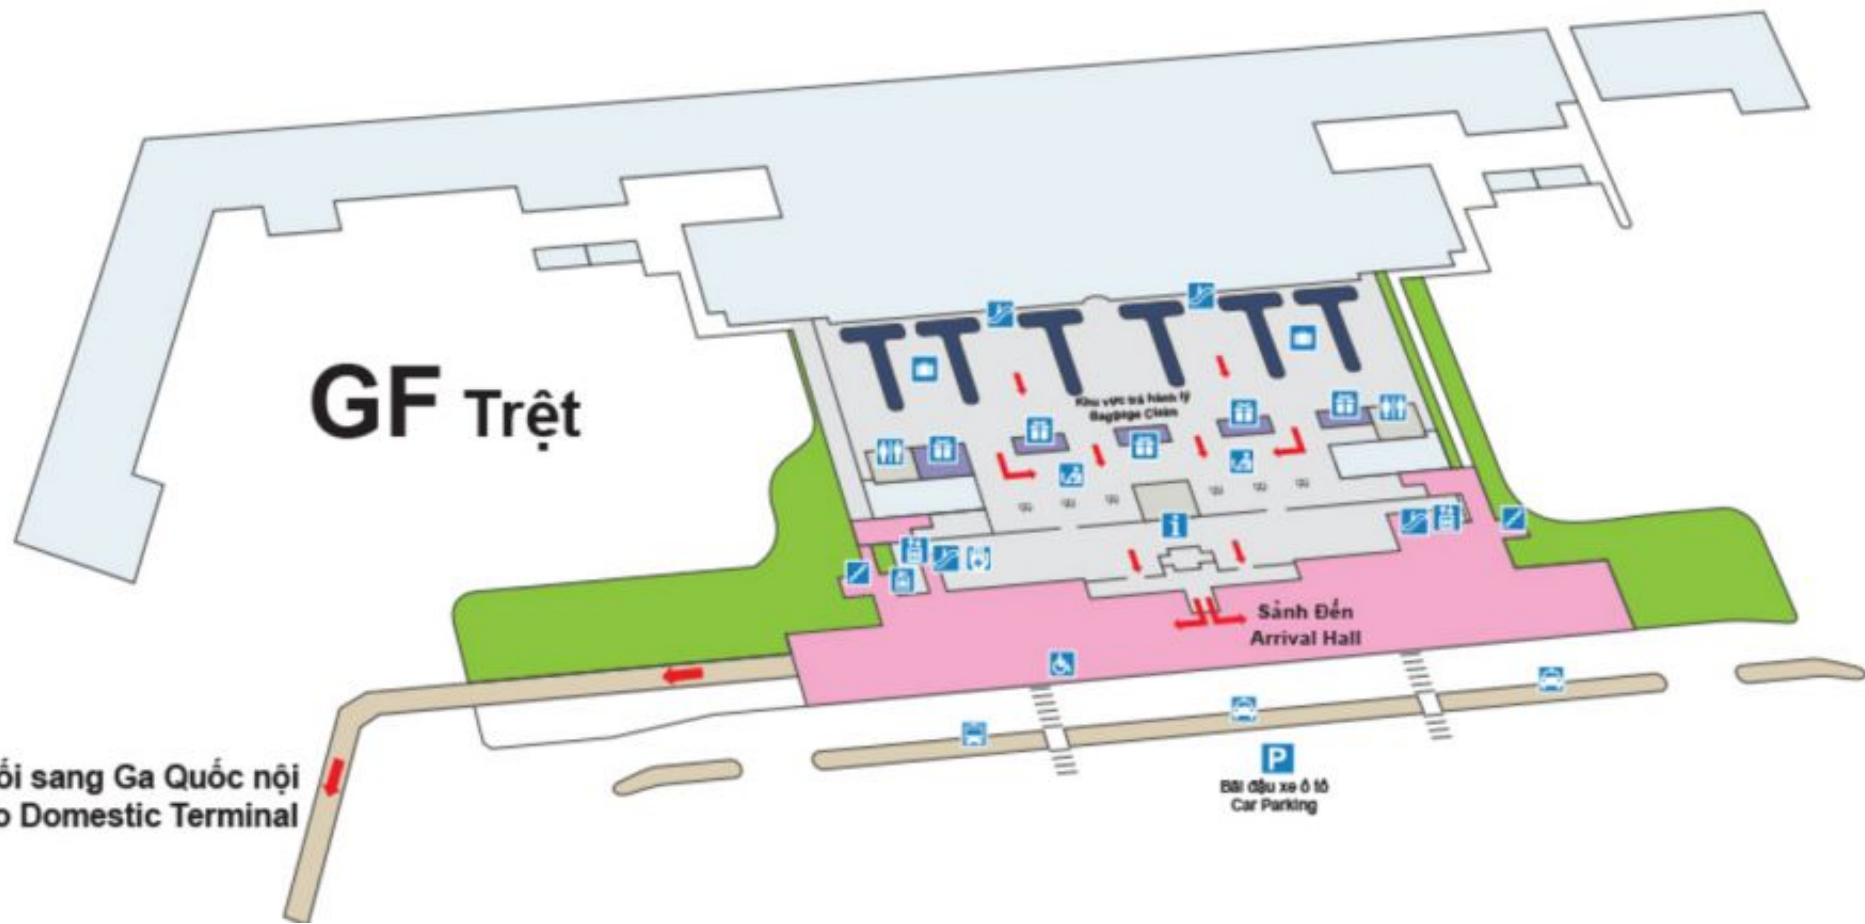 GF Trệt
Khu vực trả hành lý
Baggage Claim
i
Sảnh Đến
Arrival Hall
P
Bãi đậu xe ô tô
Car Parking
ối sang Ga Quốc nội
o Domestic Terminal